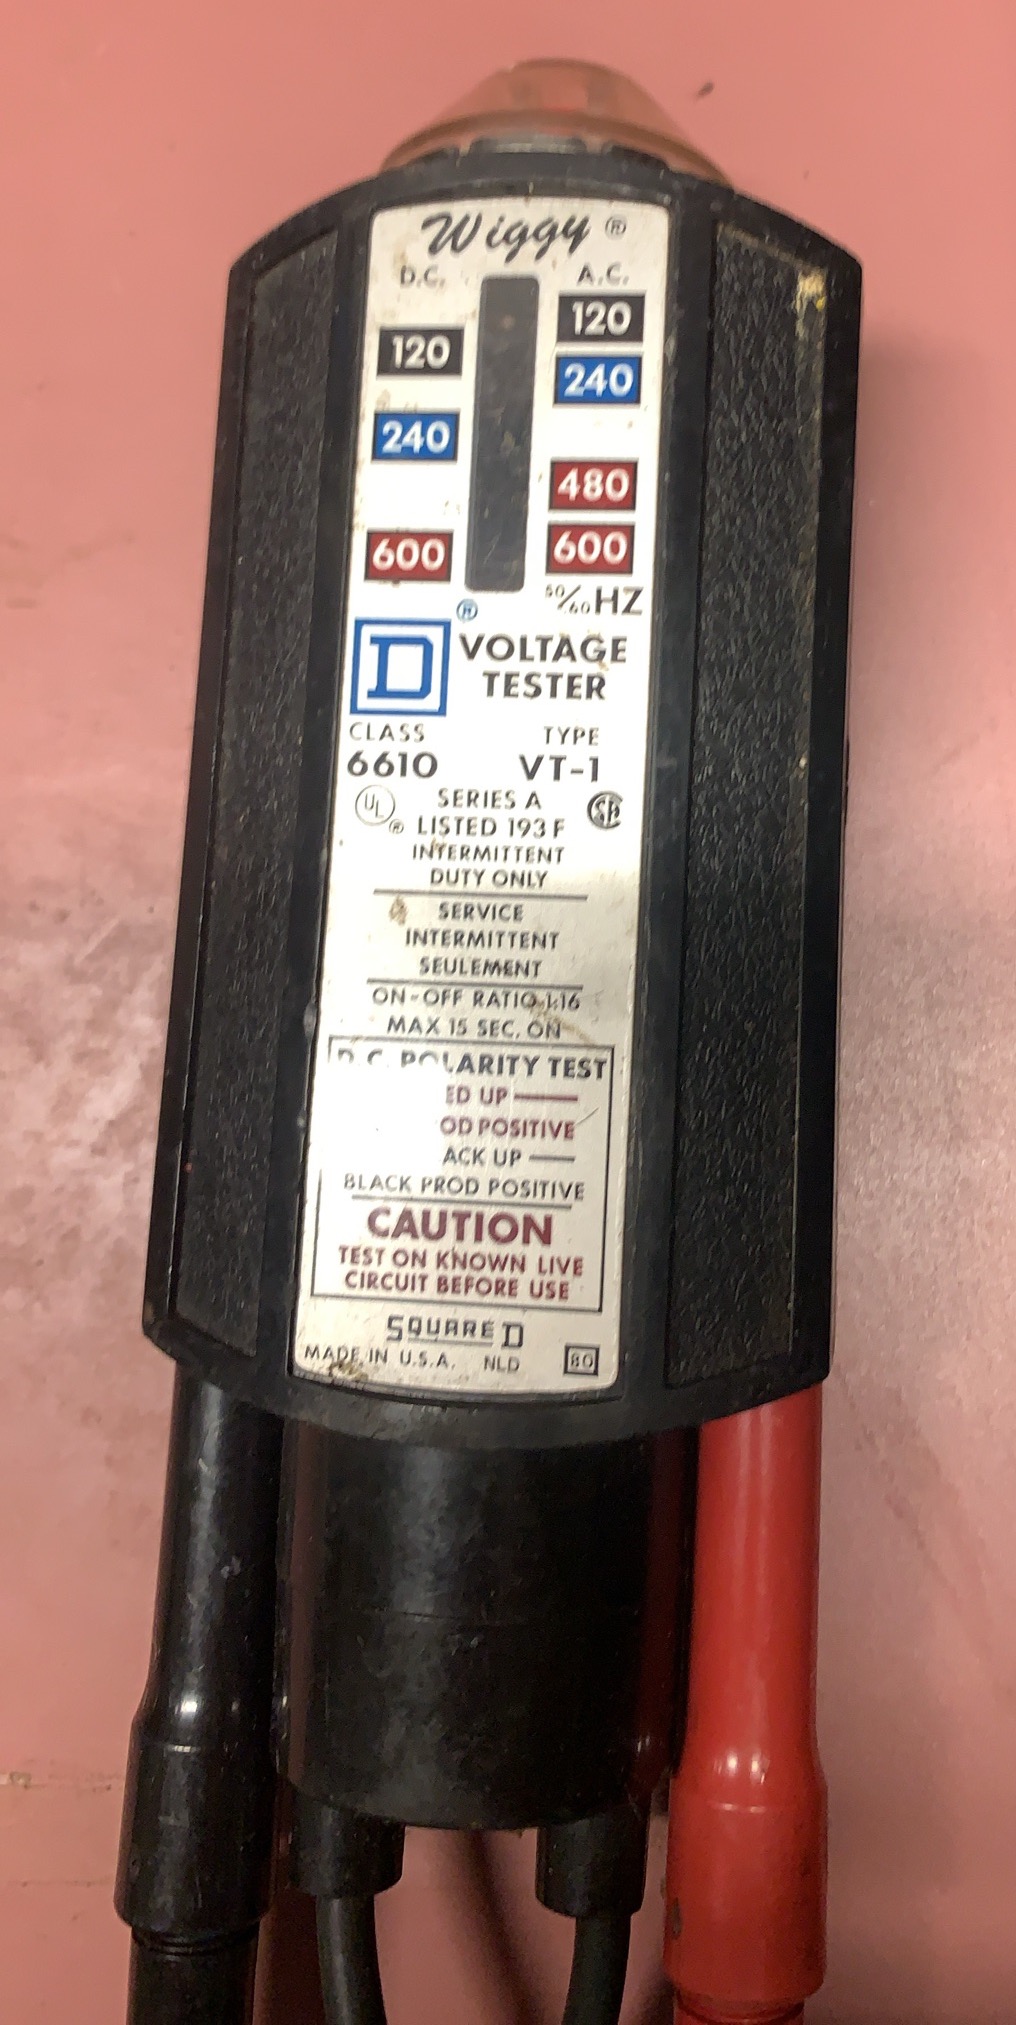 Wiggy ®
D.C. A.C.
120
120
240
240
480
600
600
50/60 HZ
®
D VOLTAGE
TESTER
CLASS TYPE
6610 VT-1
UL ® SERIES A SA
LISTED 193 F
INTERMITTENT
DUTY ONLY
SERVICE
INTERMITTENT
SEULEMENT
ON-OFF RATIO 1:16
MAX 15 SEC. ON
D.C. POLARITY TEST
ED UP —
OD POSITIVE
ACK UP —
BLACK PROD POSITIVE
CAUTION
TEST ON KNOWN LIVE
CIRCUIT BEFORE USE
SQUARE D
MADE IN U.S.A. NLD 80